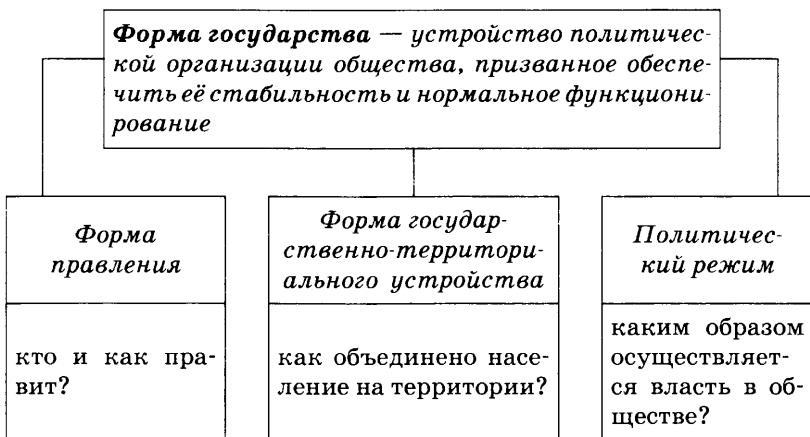 Форма государства — устройство политичес-
кой организации общества, призванное обеспе-
чить её стабильность и нормальное функциони-
рование
Форма
правления
кто и как пра-
вит?
Форма государ-
ственно-территори-
ального устройства
как объединено насе-
ление на территории?
Политичес-
кий режим
каким образом
осуществляет-
ся власть в об-
ществе?